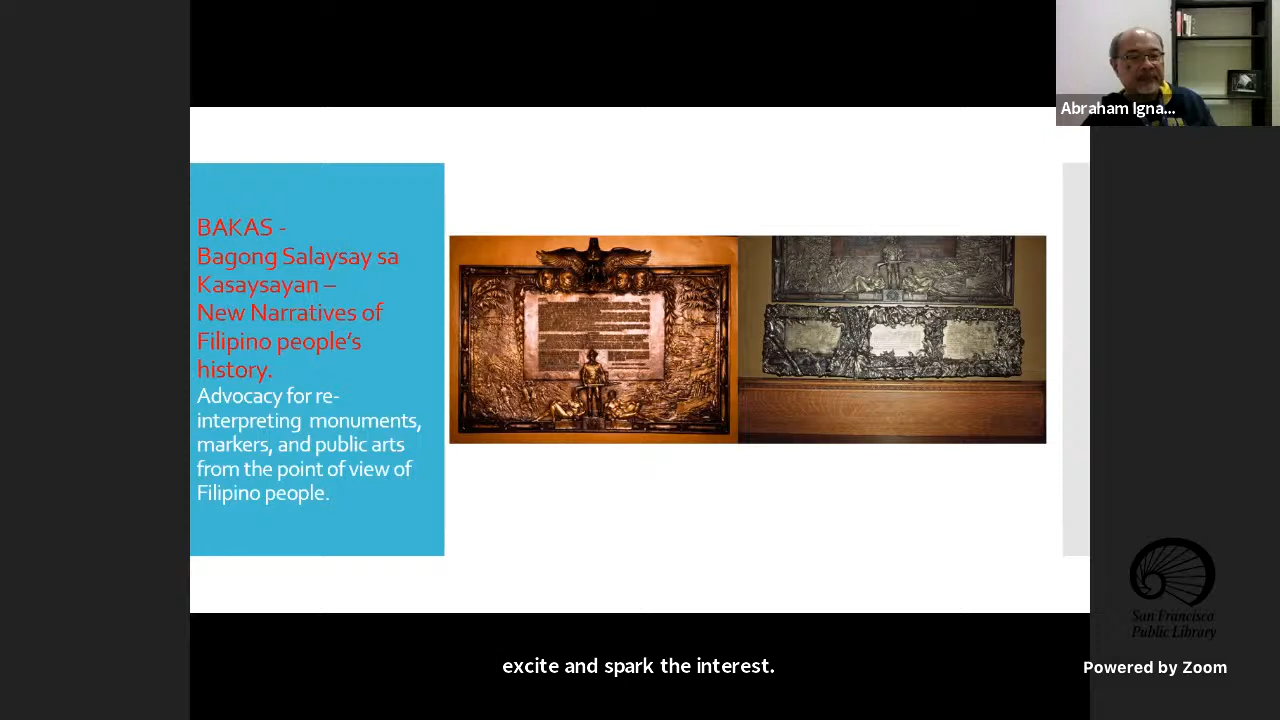 Abraham Igna...
BAKAS -
Bagong Salaysay sa
Kasaysayan –
New Narratives of
Filipino people's
history.
Advocacy for re-
interpreting monuments,
markers, and public arts
from the point of view of
Filipino people.
San Francisco
Public Library
excite and spark the interest.
Powered by Zoom